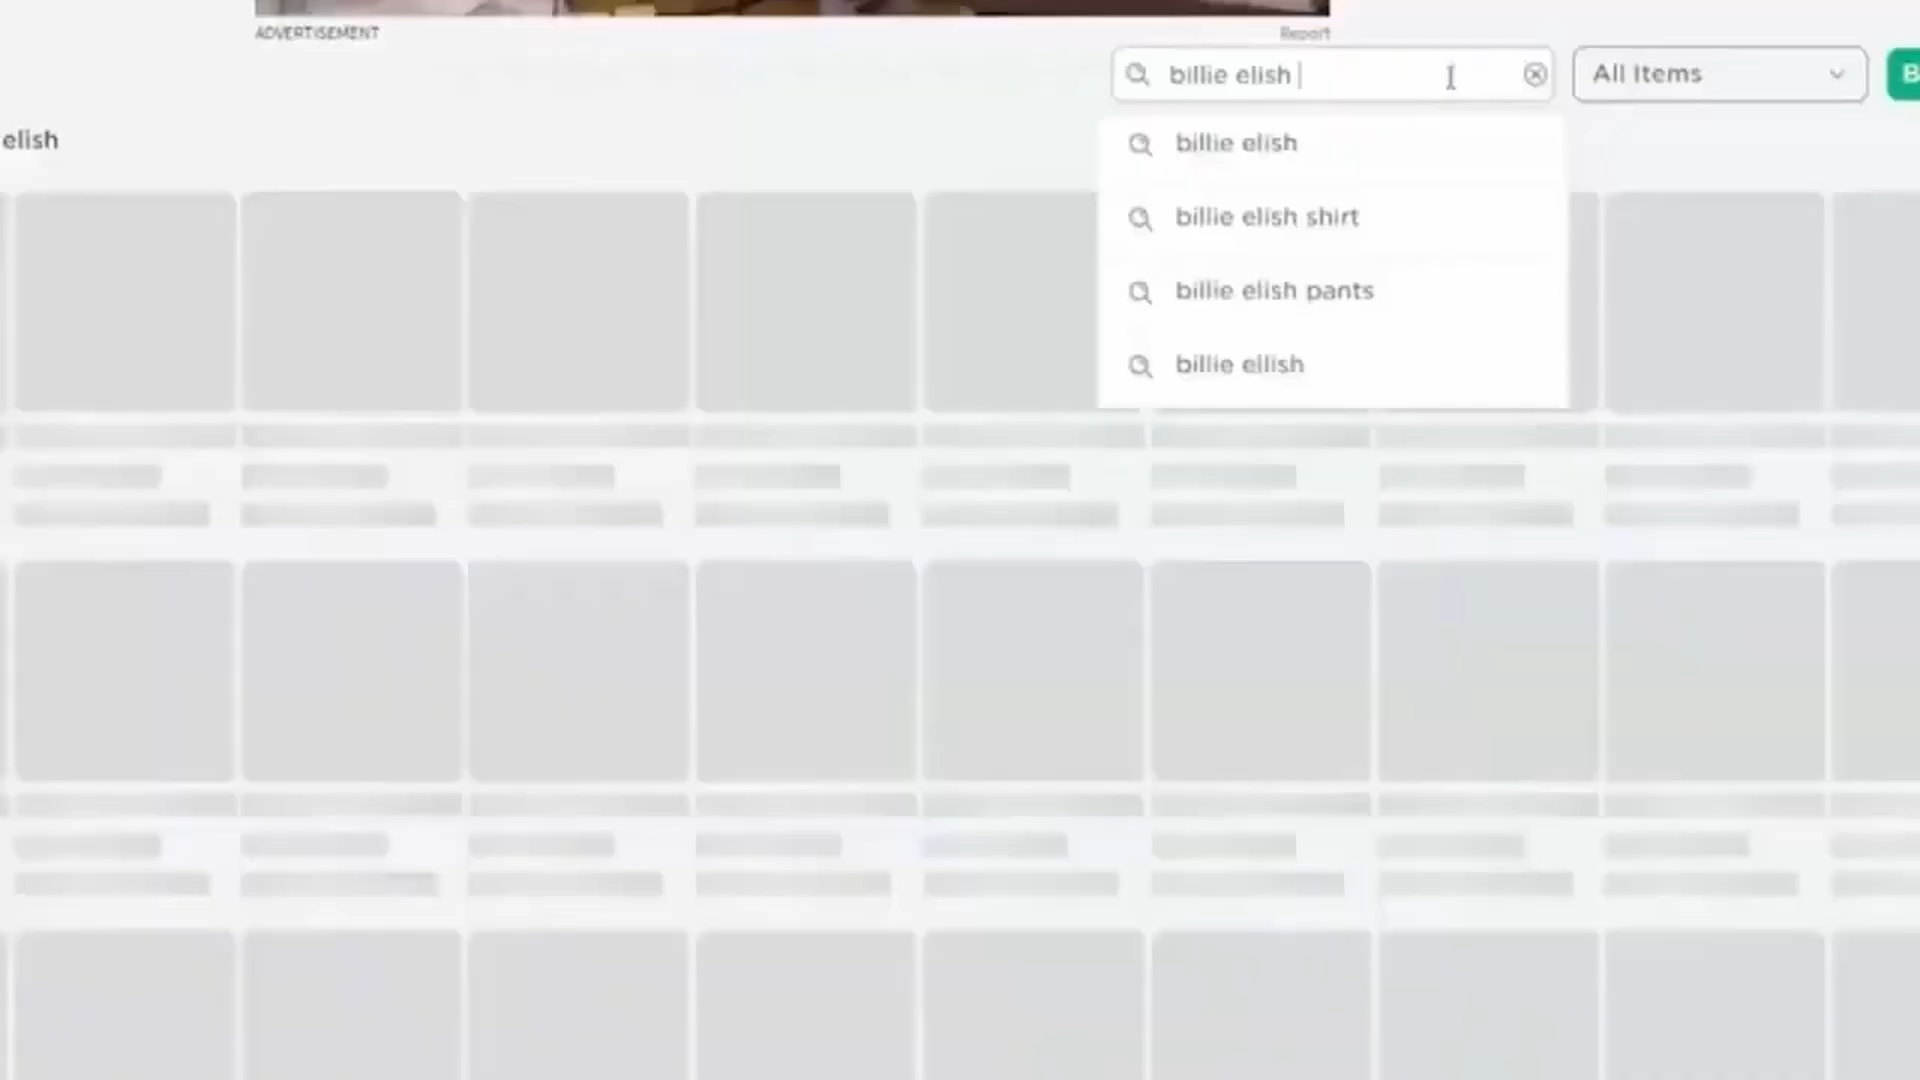 ADVERTISEMENT
Report
billie elish
All Items
B
elish
billie elish
billie elish shirt
billie elish pants
billie ellish